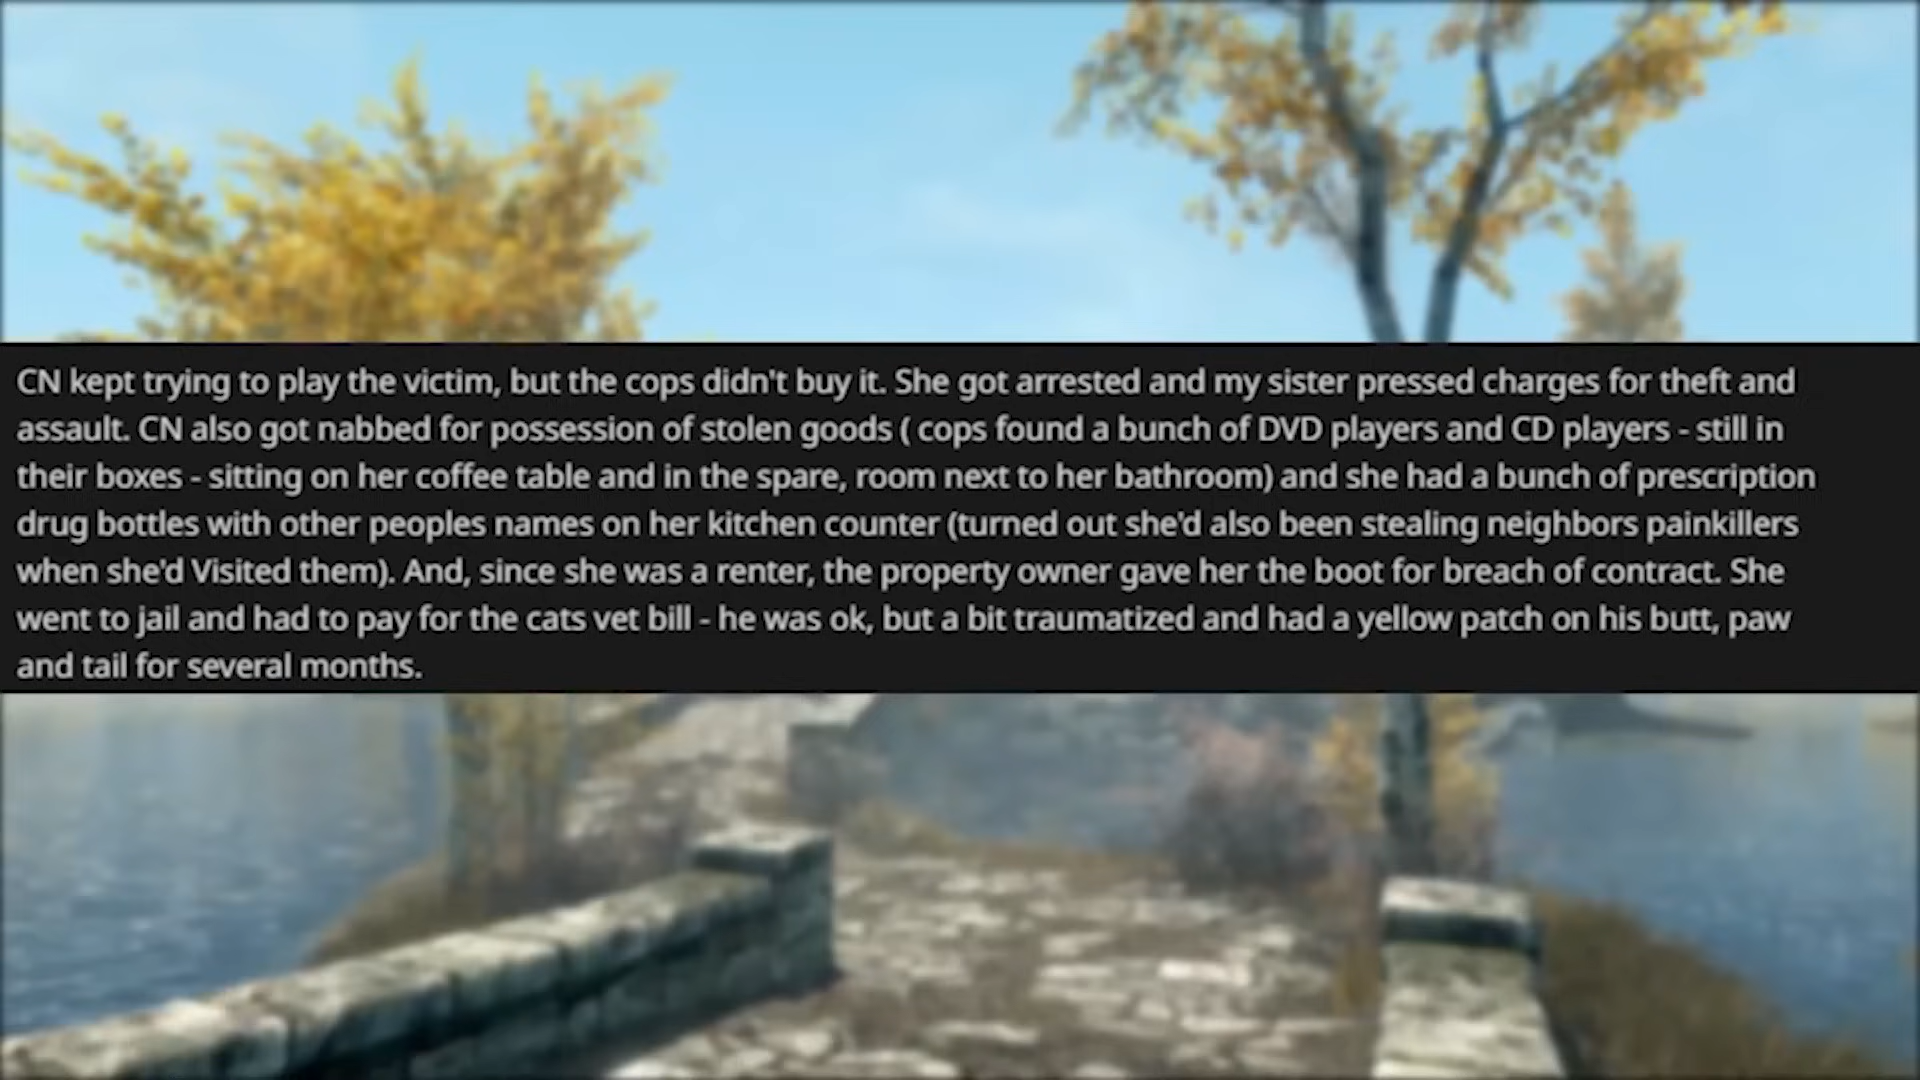 CN kept trying to play the victim, but the cops didn't buy it. She got arrested and my sister pressed charges for theft and
assault. CN also got nabbed for possession of stolen goods ( cops found a bunch of DVD players and CD players - still in
their boxes - sitting on her coffee table and in the spare, room next to her bathroom) and she had a bunch of prescription
drug bottles with other peoples names on her kitchen counter (turned out she'd also been stealing neighbors painkillers
when she'd Visited them). And, since she was a renter, the property owner gave her the boot for breach of contract. She
went to jail and had to pay for the cats vet bill - he was ok, but a bit traumatized and had a yellow patch on his butt, paw
and tail for several months.